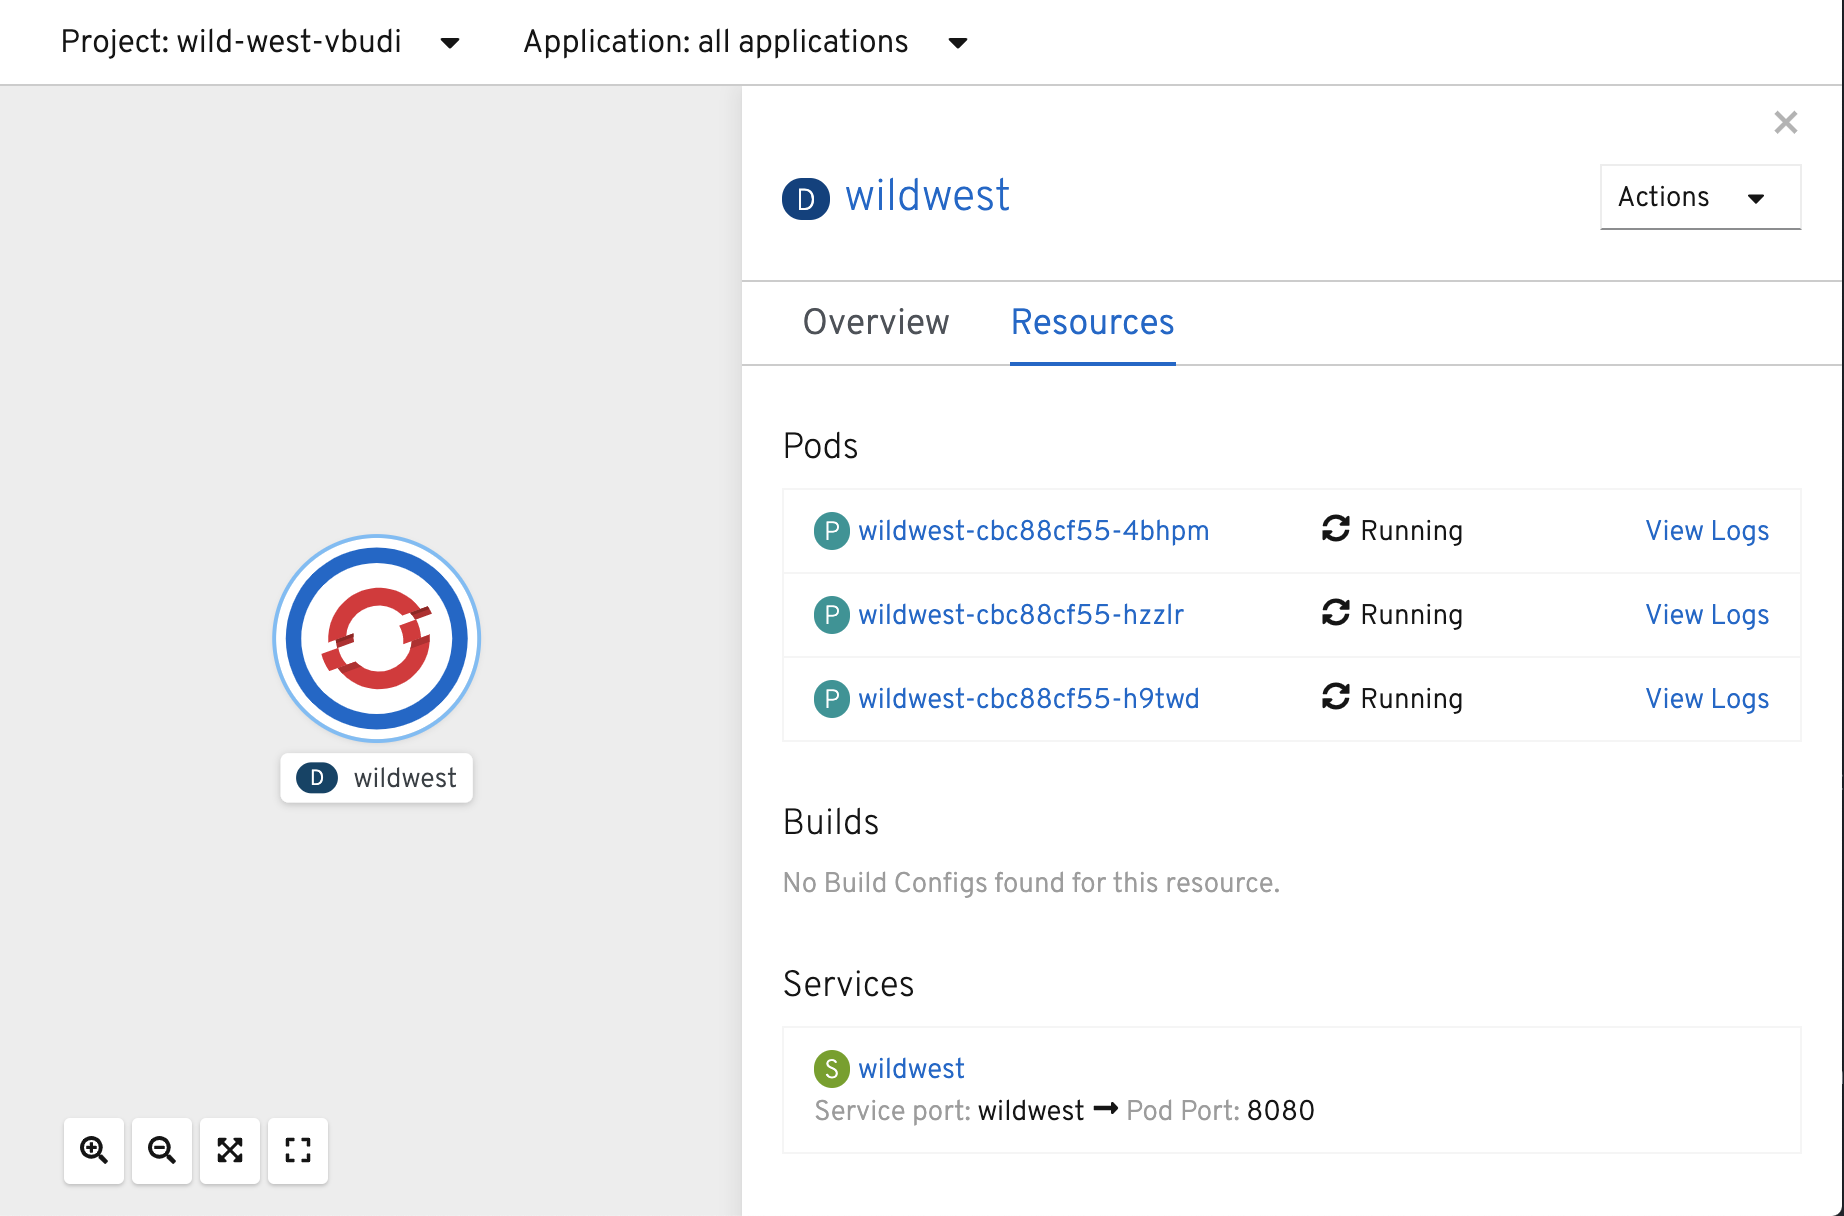 Project: wild-west-vbudi Application: all applications
D wildwest
Actions
Overview Resources
Pods
P wildwest-cbc88cf55-4bhpm Running View Logs
P wildwest-cbc88cf55-hzzlr Running View Logs
P wildwest-cbc88cf55-h9twd Running View Logs
D wildwest
Builds
No Build Configs found for this resource.
Services
S wildwest
Service port: wildwest ➞ Pod Port: 8080